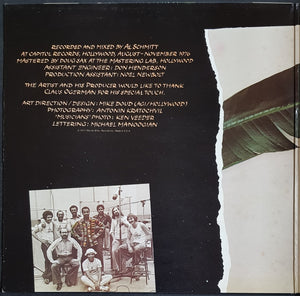 RECORDED AND MIXED BY AL SCHMITT
AT CAPITOL RECORDS, HOLLYWOOD, AUGUST-NOVEMBER 1976
MASTERED BY DOUG SAX AT THE MASTERING LAB, HOLLYWOOD
ASSISTANT ENGINEER: DON HENDERSON
PRODUCTION ASSISTANT: NOEL NEWBOLT
THE ARTIST AND HIS PRODUCER WOULD LIKE TO THANK
CLAUS OGERMAN FOR HIS SPECIAL TOUCH.
ART DIRECTION/DESIGN: MIKE DOUD (AGI/HOLLYWOOD)
PHOTOGRAPHY: ANTONIN KRATOCHVIL
"MUSICIANS" PHOTO: KEN VEEDER
LETTERING: MICHAEL MANOOGIAN